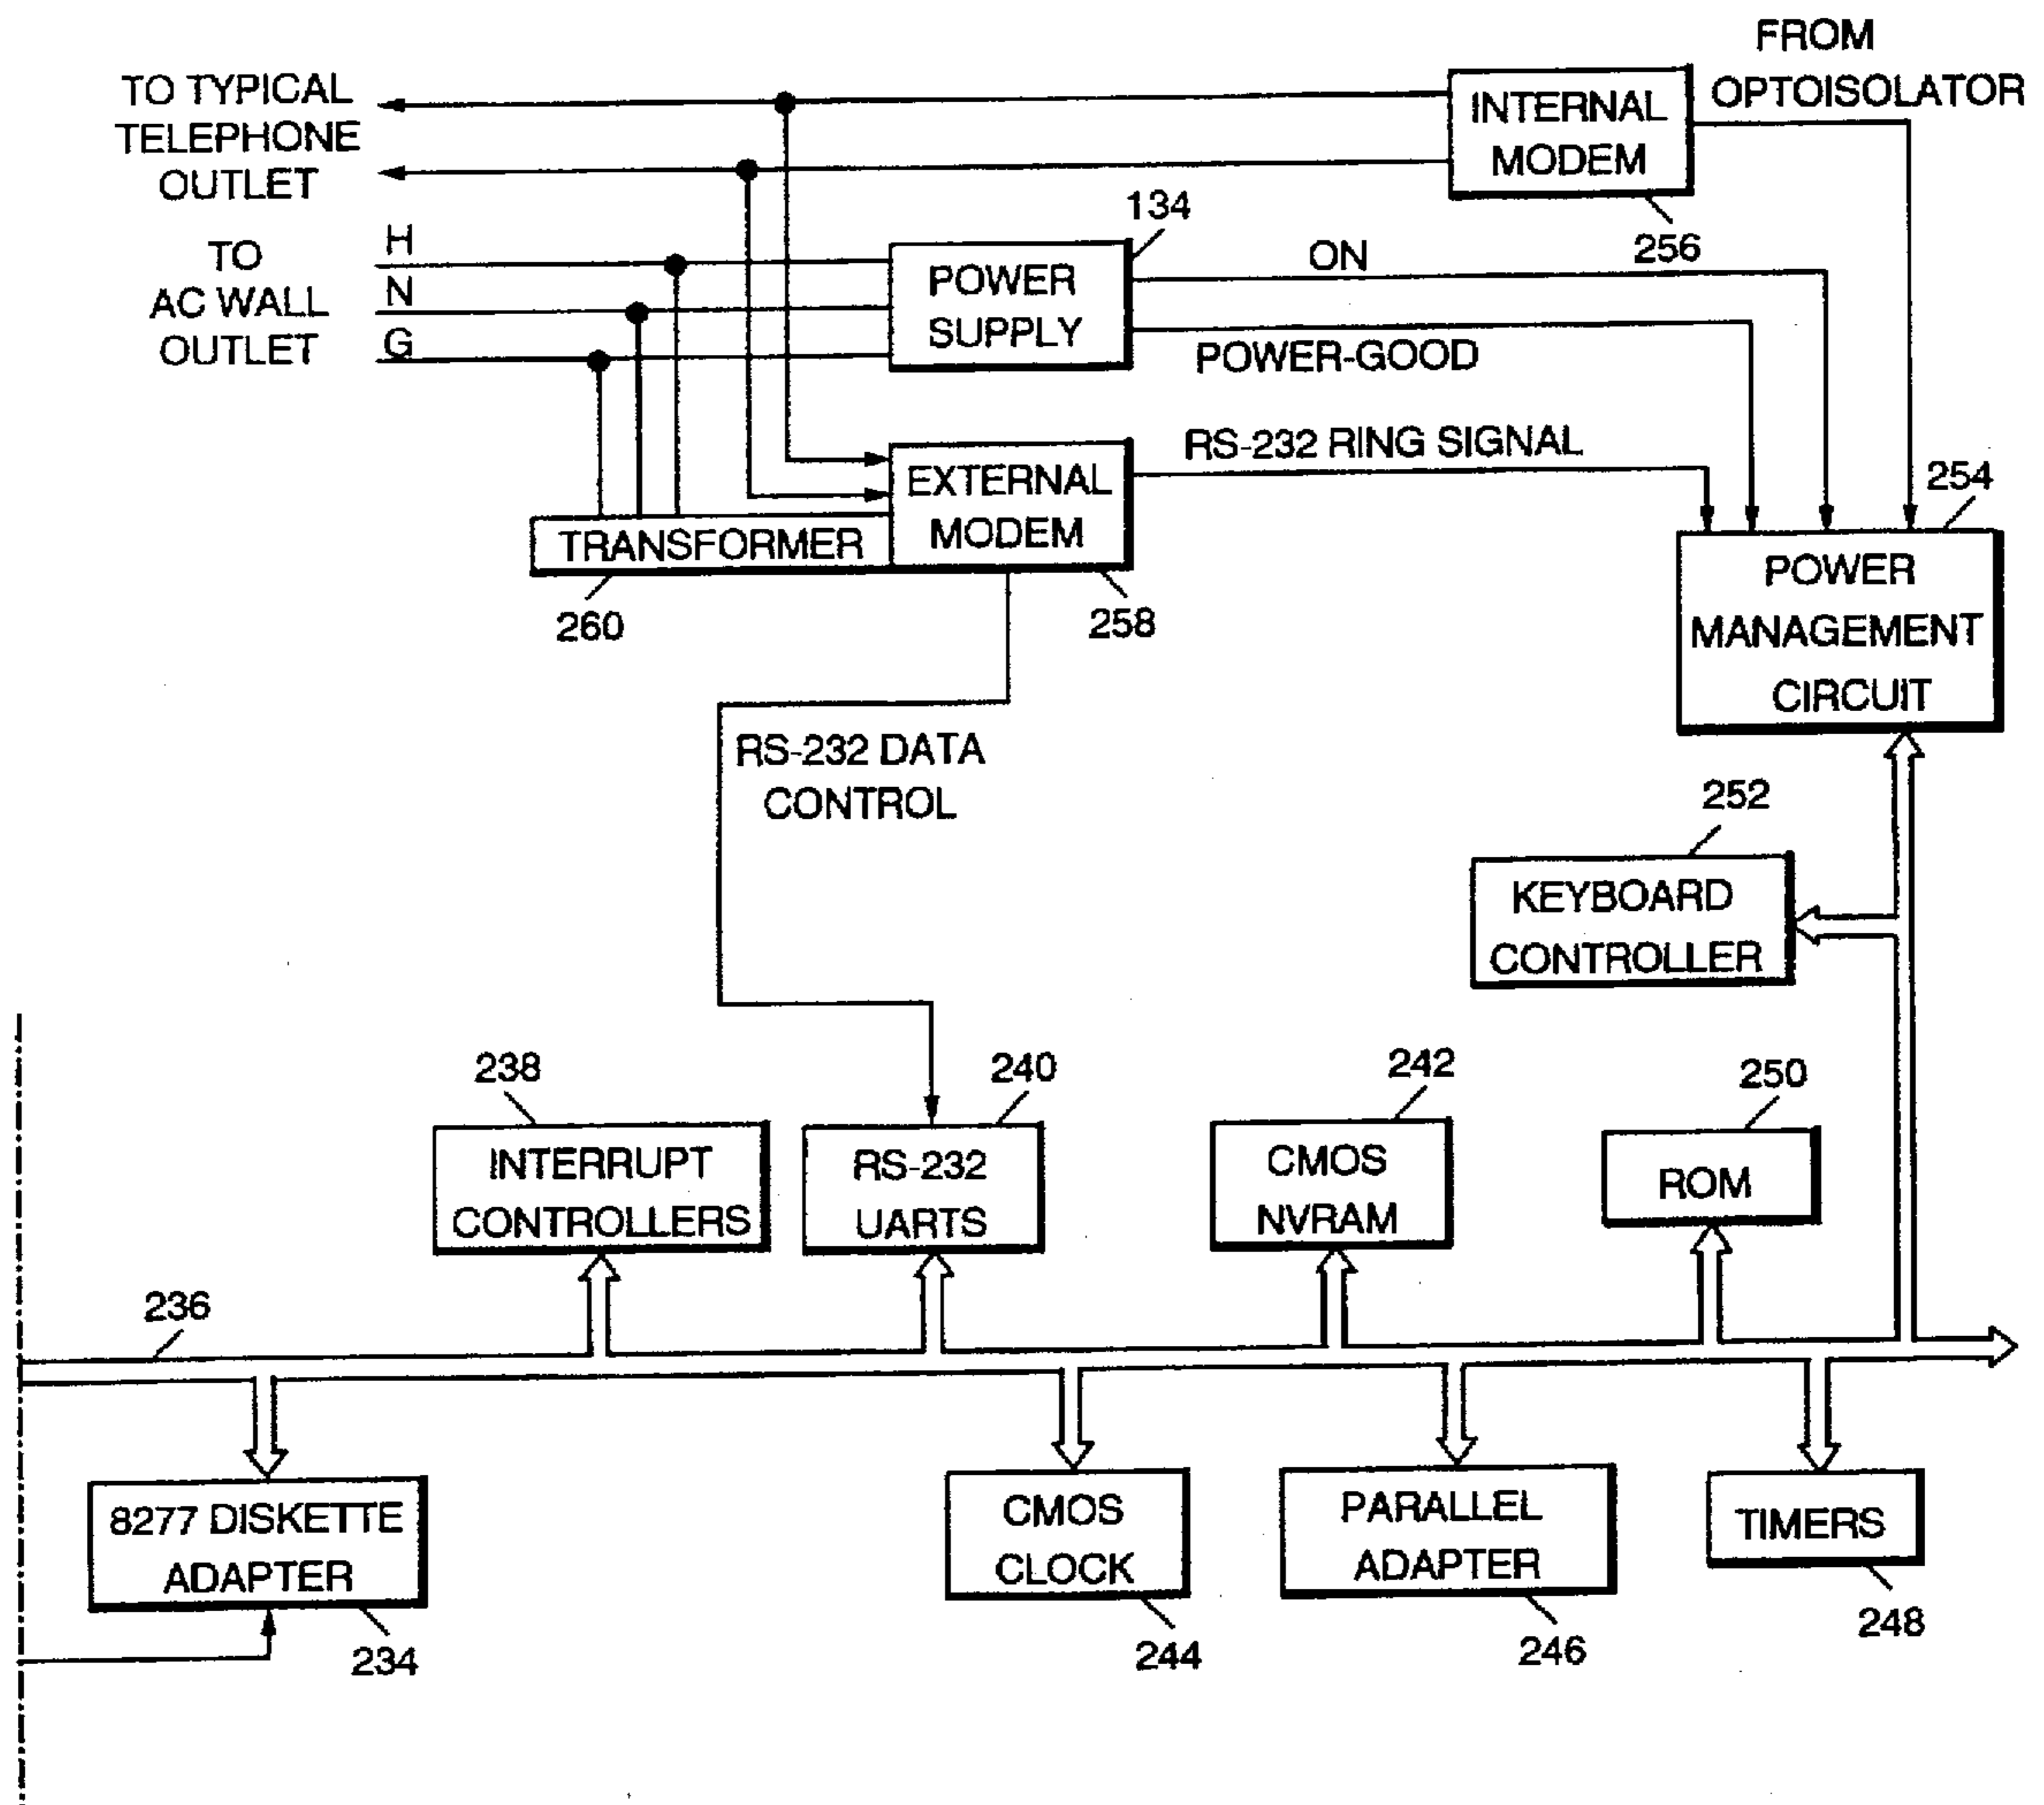 FROM
OPTOISOLATOR
TO TYPICAL
TELEPHONE
OUTLET
INTERNAL
MODEM
256
134
TO
AC WALL
OUTLET
H
N
G
POWER
SUPPLY
ON
POWER-GOOD
RS-232 RING SIGNAL
254
EXTERNAL
MODEM
TRANSFORMER
260
258
POWER
MANAGEMENT
CIRCUIT
RS-232 DATA
CONTROL
252
KEYBOARD
CONTROLLER
238
240
242
250
INTERRUPT
CONTROLLERS
RS-232
UARTS
CMOS
NVRAM
ROM
236
8277 DISKETTE
ADAPTER
CMOS
CLOCK
PARALLEL
ADAPTER
TIMERS
234
244
246
248